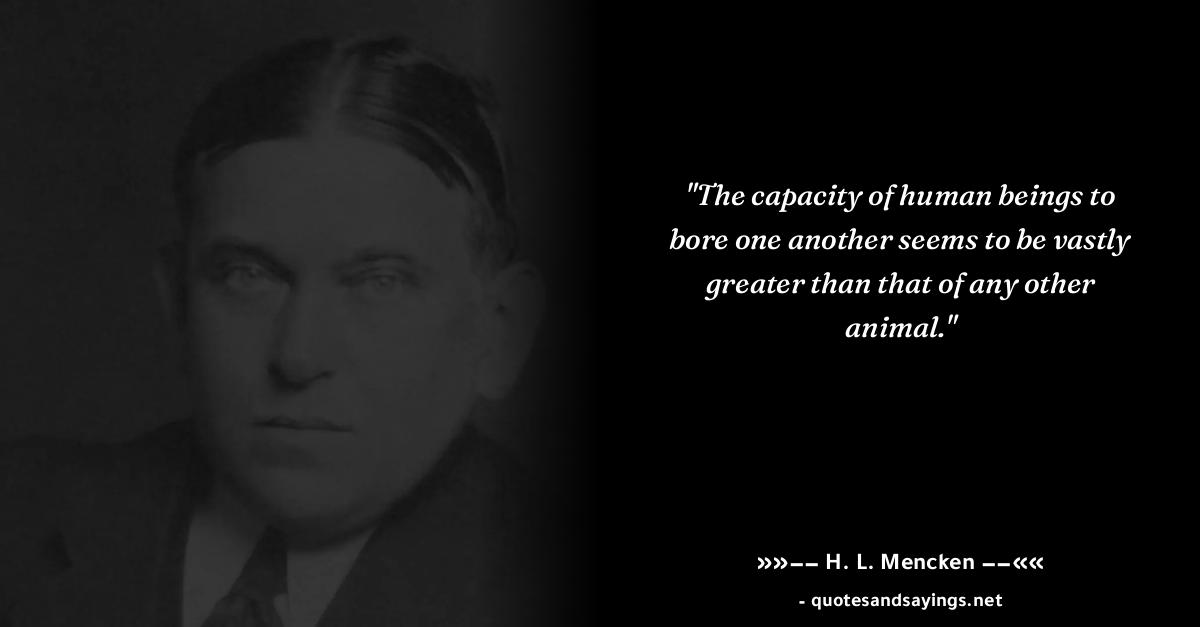 "The capacity of human beings to
bore one another seems to be vastly
greater than that of any other
animal."
»»−− H. L. Mencken −−««
- quotesandsayings.net